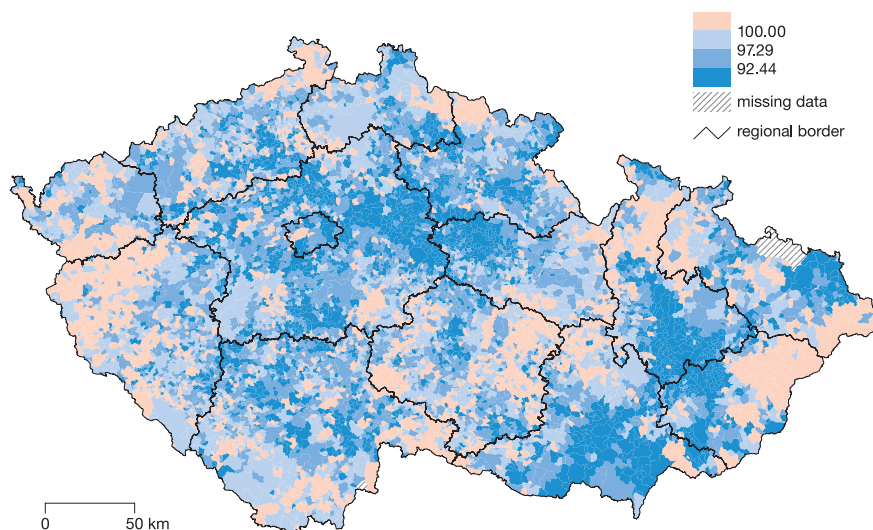 100.00
97.29
92.44
missing data
regional border
0 50 km